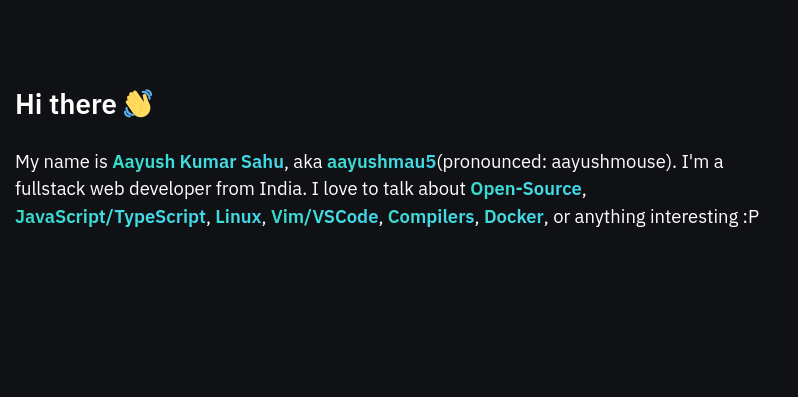 Hi there 👋
My name is Aayush Kumar Sahu, aka aayushmau5(pronounced: aayushmouse). I'm a
fullstack web developer from India. I love to talk about Open-Source,
JavaScript/TypeScript, Linux, Vim/VSCode, Compilers, Docker, or anything interesting :P